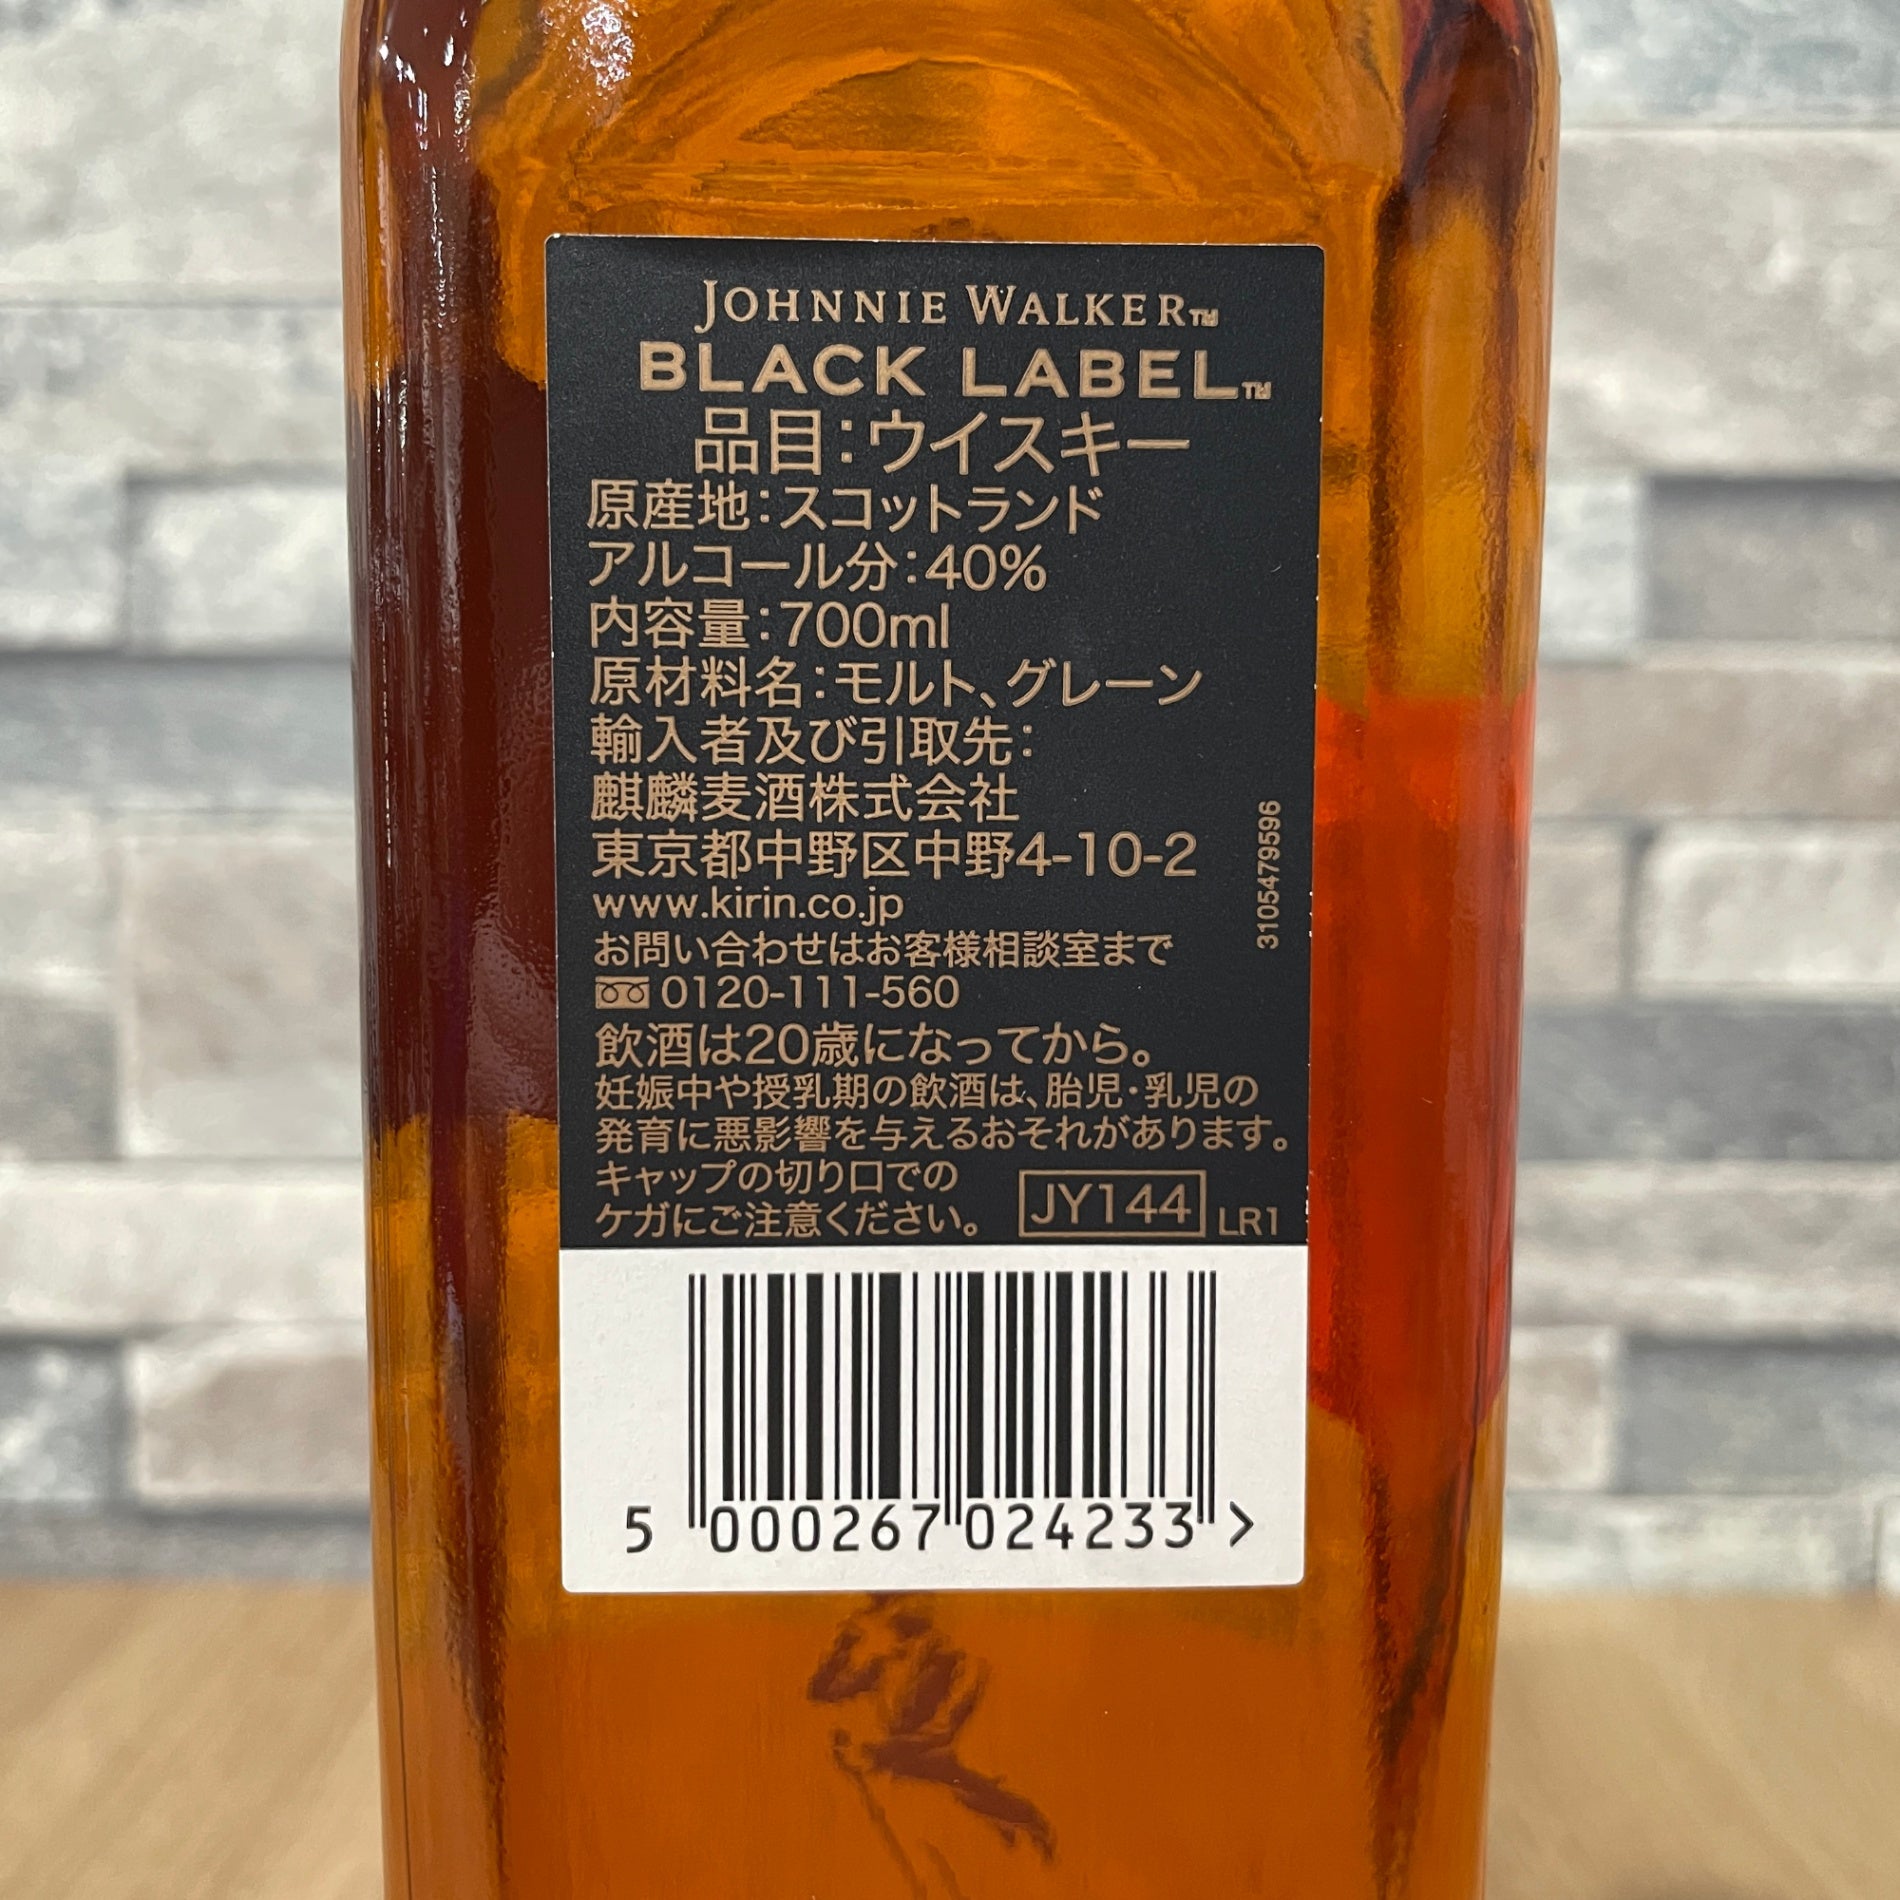 JOHNNIE WALKER™
BLACK LABEL™
品目:ウイスキー
原産地:スコットランド
アルコール分:40%
内容量:700ml
原材料名:モルト、グレーン
輸入者及び引取先:
麒麟麦酒株式会社
東京都中野区中野4-10-2
www.kirin.co.jp
お問い合わせはお客様相談室まで
0120-111-560
飲酒は20歳になってから。
妊娠中や授乳期の飲酒は、胎児・乳児の
発育に悪影響を与えるおそれがあります。
キャップの切り口での
ケガにご注意ください。
JY144 LR1
3105479596
5 000267 024233 >